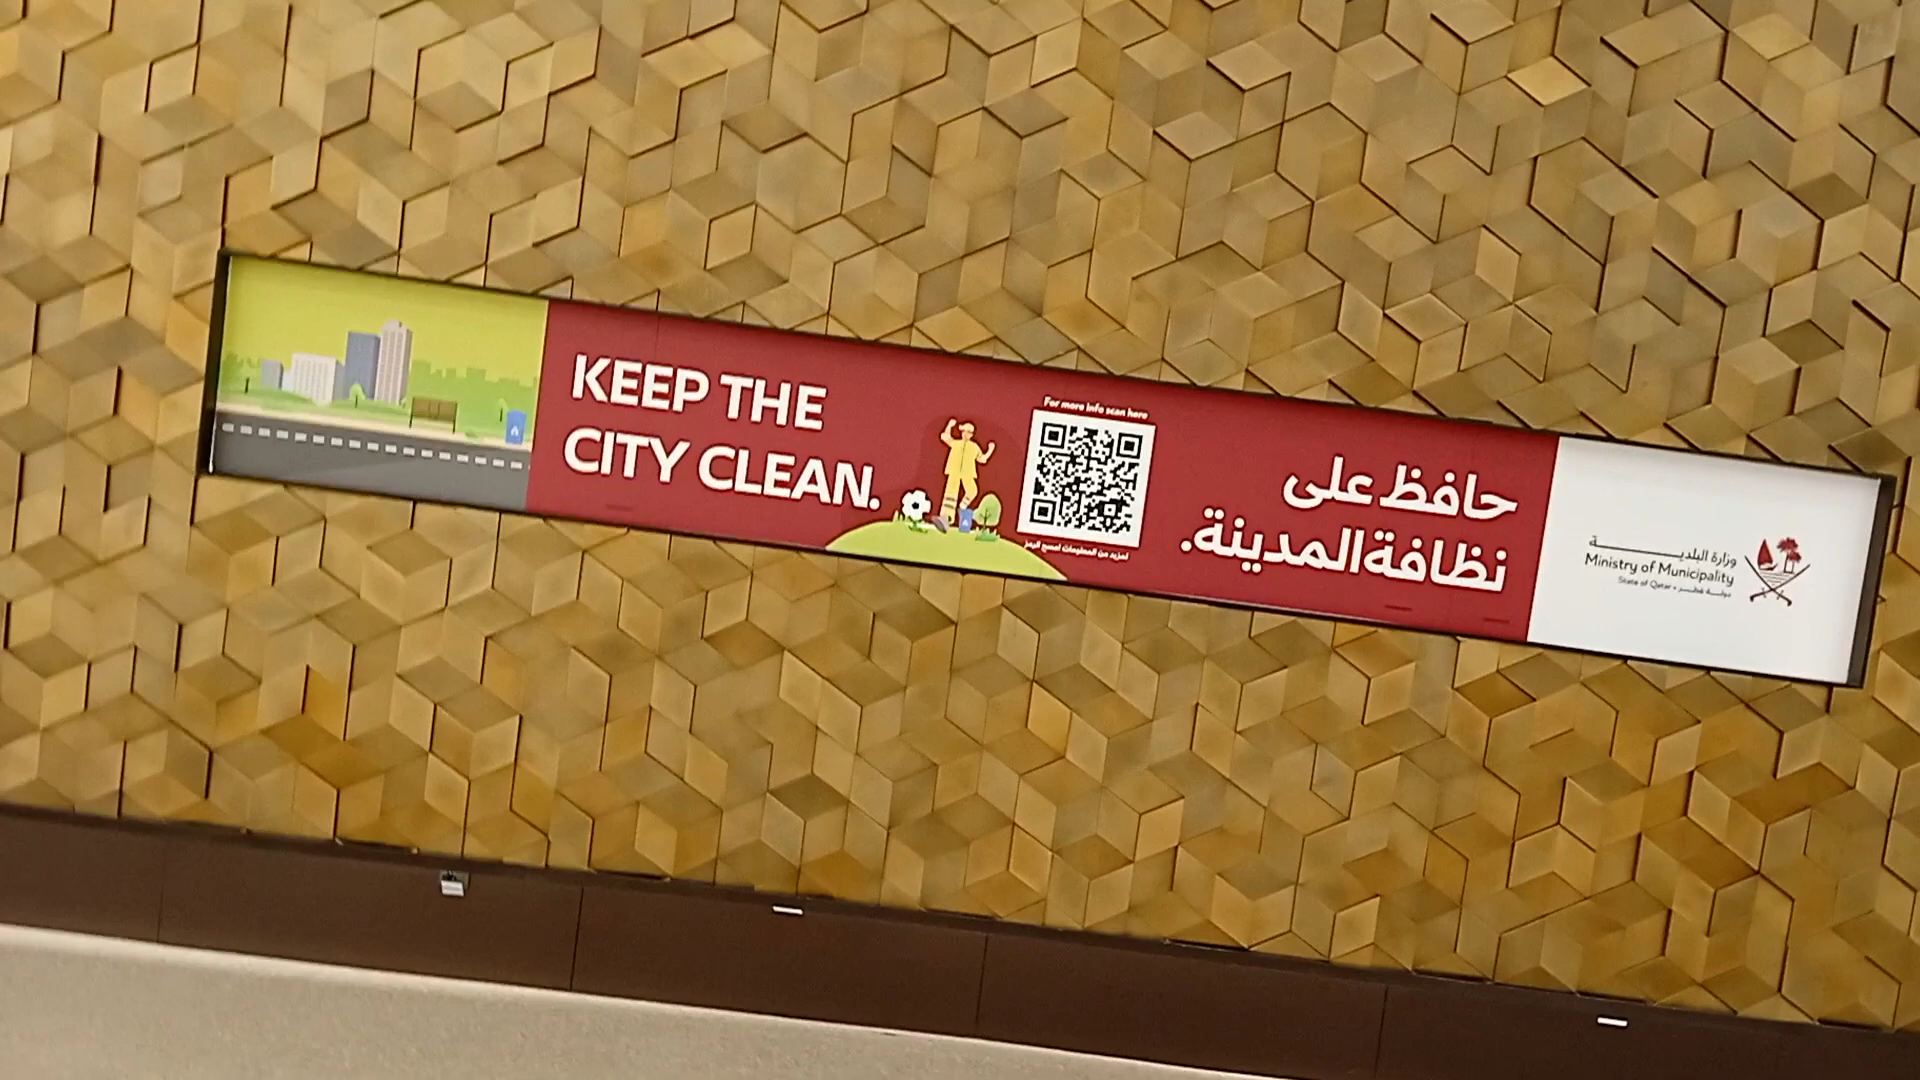 KEEP THE
CITY CLEAN.
For more info scan here
لمزيد من المعلومات امسح الرمز
حافظ على
نظافة المدينة.
وزارة البلدية
Ministry of Municipality
State of Qatar • دولة قطر